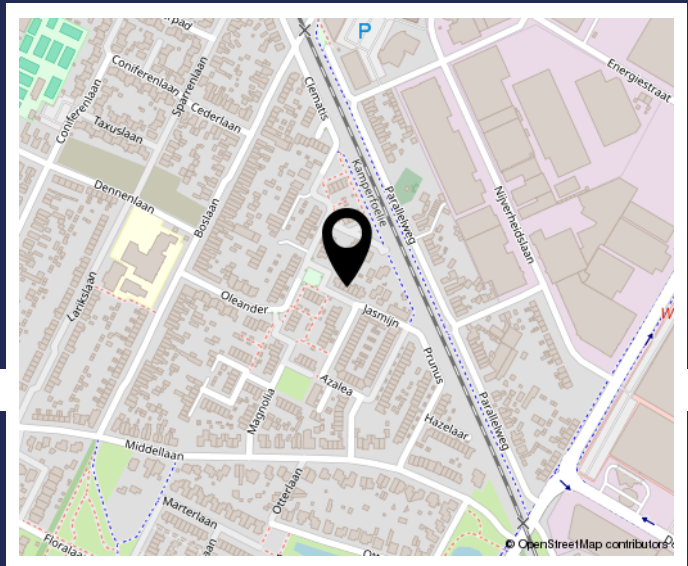 P
Energiestraat
Sparrenlaan
Coniferenlaan
Clematis
Coniferenlaan
Cederlaan
Taxuslaan
Kamperfoelie
Dennenlaan
Parallelweg
Boslaan
Nijverheidslaan
Larikslaan
Oleander
Jasmijn
Prunus
Azalea
Magnolia
Parallelweg
Hazelaar
Middellaan
Otterlaan
Marterlaan
Floralaan
© OpenStreetMap contributors